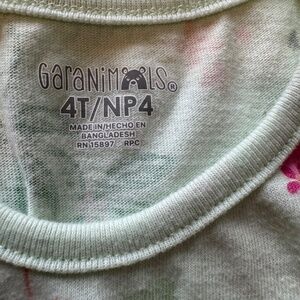 Garanimals®
4T/NP4
MADE IN/HECHO EN
BANGLADESH
RN 15897 RPC